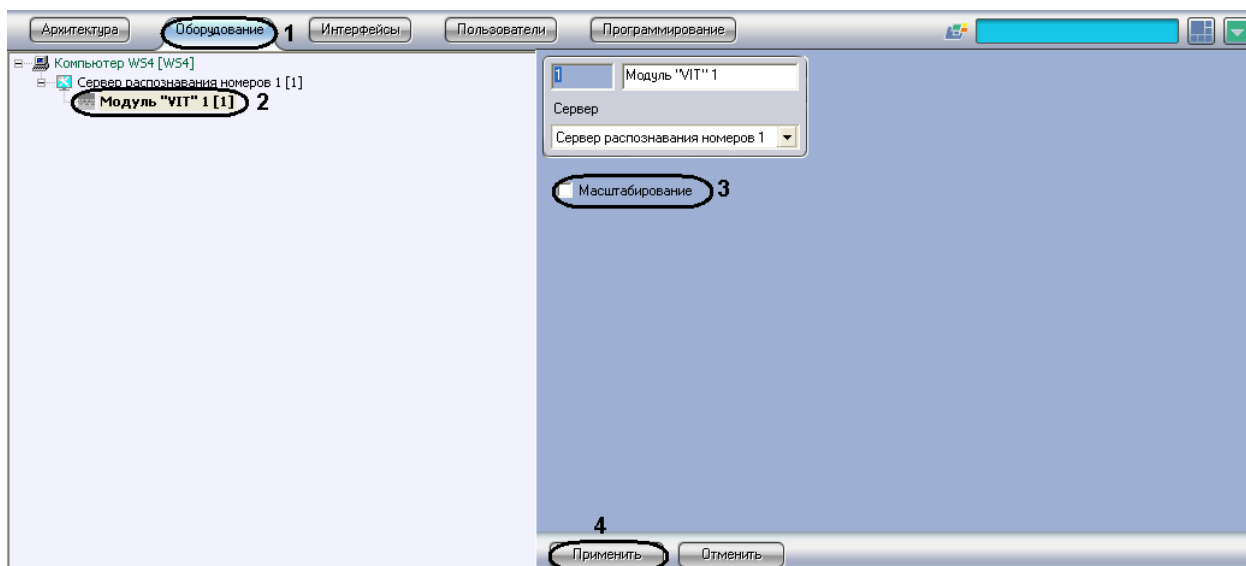 Архитектура Оборудование 1 Интерфейсы Пользователи Программирование
Компьютер WS4 [WS4]
Сервер распознавания номеров 1 [1]
Модуль "VIT" 1 [1] 2
1 Модуль "VIT" 1
Сервер
Сервер распознавания номеров 1
Масштабирование 3
4
Применить Отменить